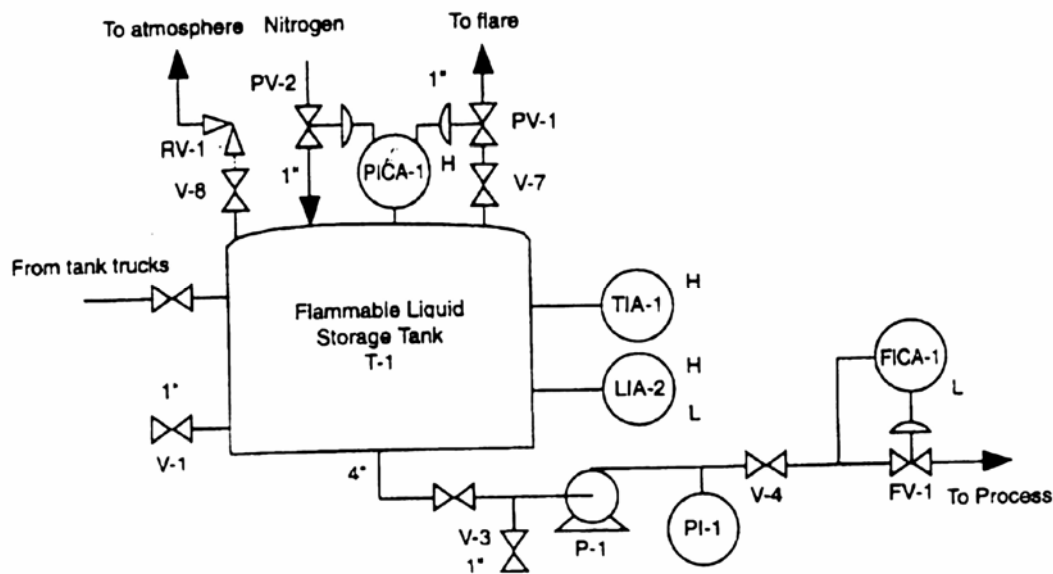 To atmosphere
Nitrogen
To flare
PV-2
1"
PV-1
RV-1
PICA-1
H
V-8
1"
V-7
From tank trucks
Flammable Liquid
Storage Tank
T-1
TIA-1
H
LIA-2
H
L
FICA-1
L
1"
V-1
4"
V-3
1"
P-1
PI-1
V-4
FV-1
To Process